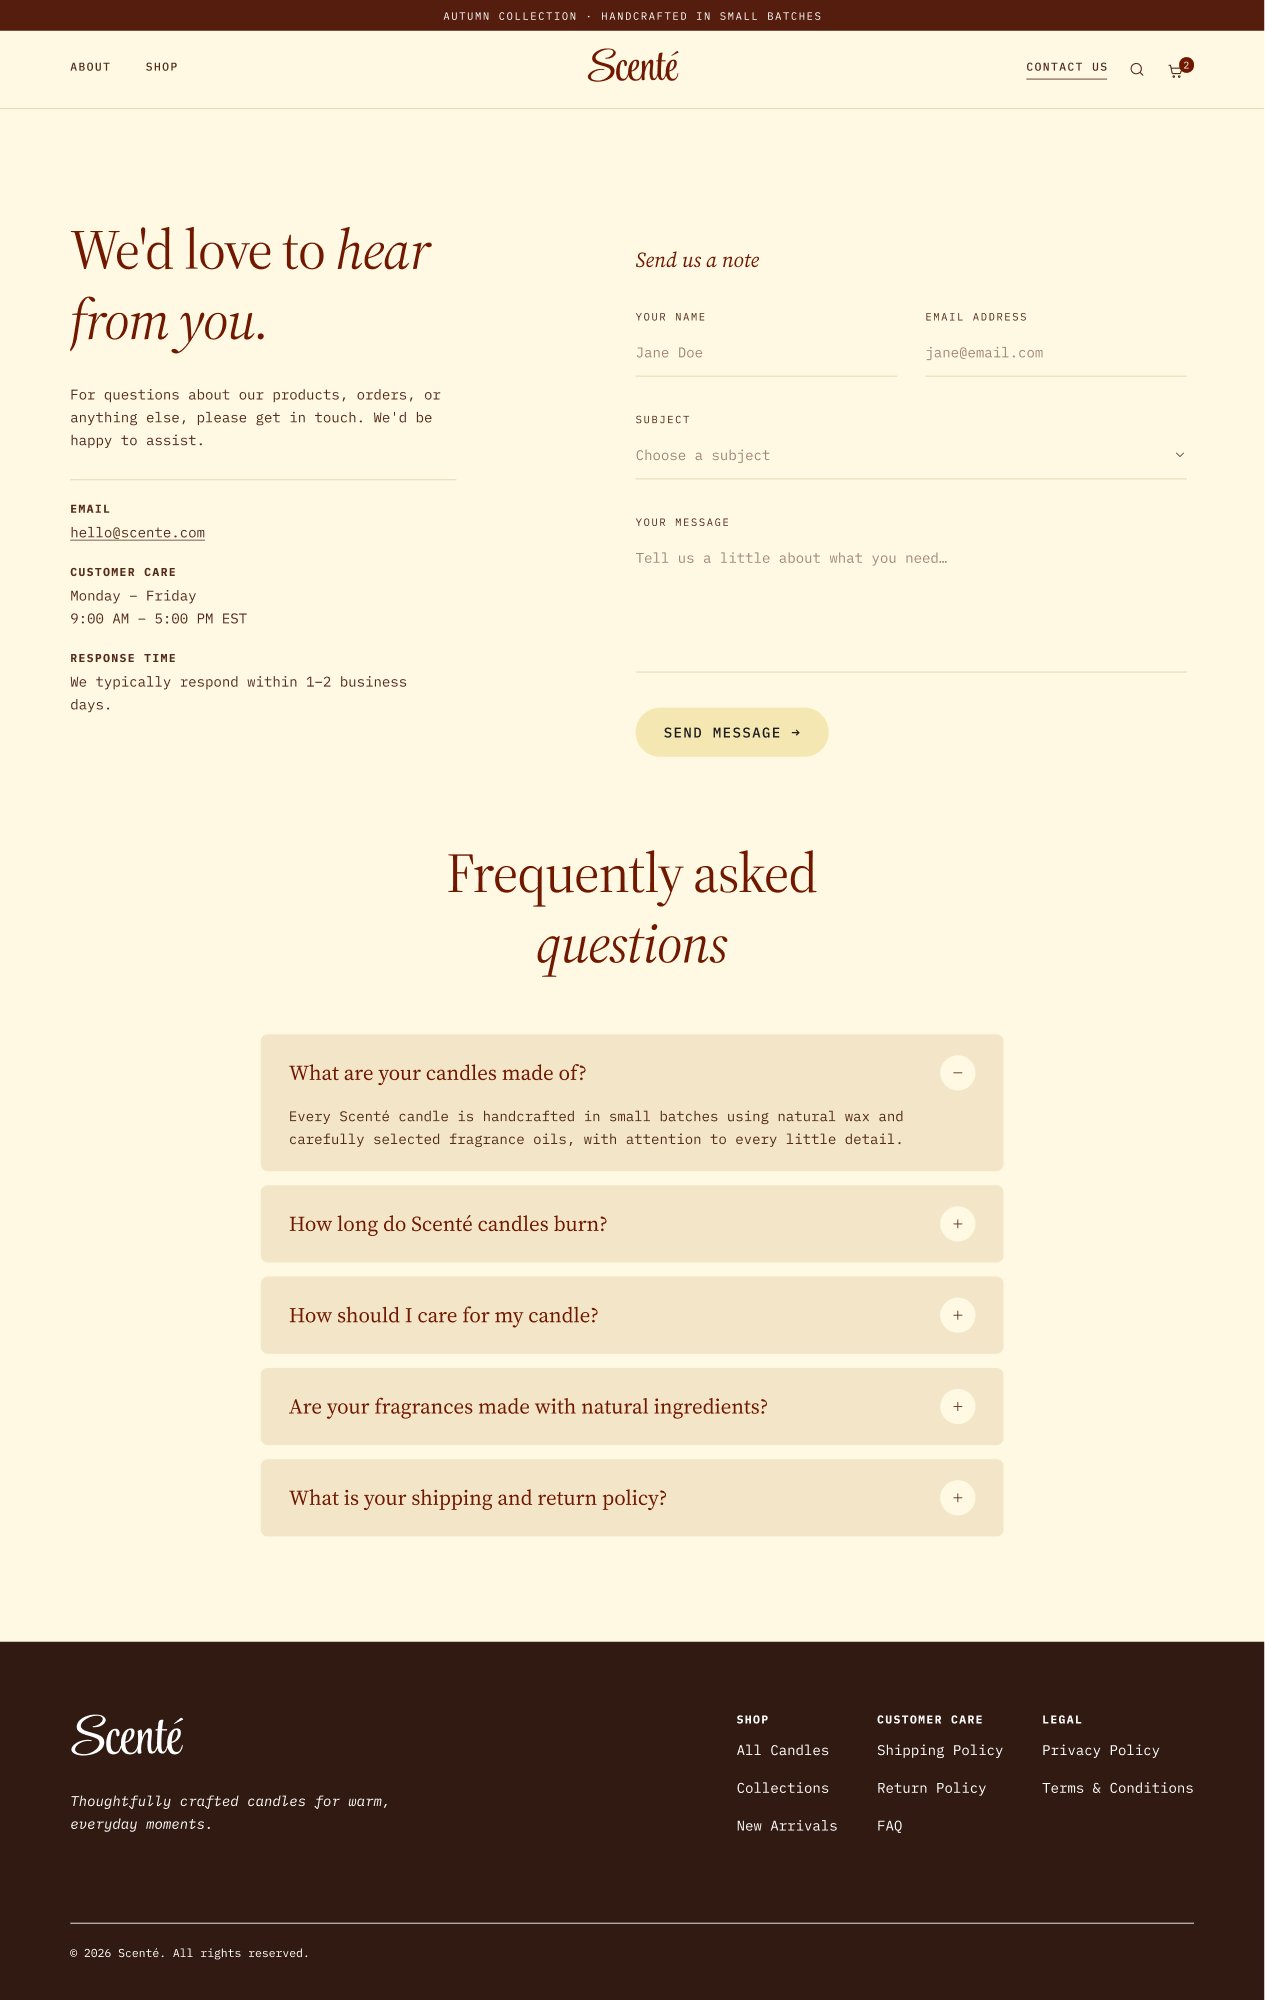 AUTUMN COLLECTION · HANDCRAFTED IN SMALL BATCHES
ABOUT SHOP Scenté CONTACT US 2
We'd love to hear
from you.
For questions about our products, orders, or
anything else, please get in touch. We'd be
happy to assist.
EMAIL
hello@scente.com
CUSTOMER CARE
Monday – Friday
9:00 AM – 5:00 PM EST
RESPONSE TIME
We typically respond within 1–2 business
days.
Send us a note
YOUR NAME EMAIL ADDRESS
Jane Doe jane@email.com
SUBJECT
Choose a subject
YOUR MESSAGE
Tell us a little about what you need…
SEND MESSAGE →
Frequently asked
questions
What are your candles made of? −
Every Scenté candle is handcrafted in small batches using natural wax and
carefully selected fragrance oils, with attention to every little detail.
How long do Scenté candles burn? +
How should I care for my candle? +
Are your fragrances made with natural ingredients? +
What is your shipping and return policy? +
Scenté
Thoughtfully crafted candles for warm,
everyday moments.
SHOP
All Candles
Collections
New Arrivals
CUSTOMER CARE
Shipping Policy
Return Policy
FAQ
LEGAL
Privacy Policy
Terms & Conditions
© 2026 Scenté. All rights reserved.